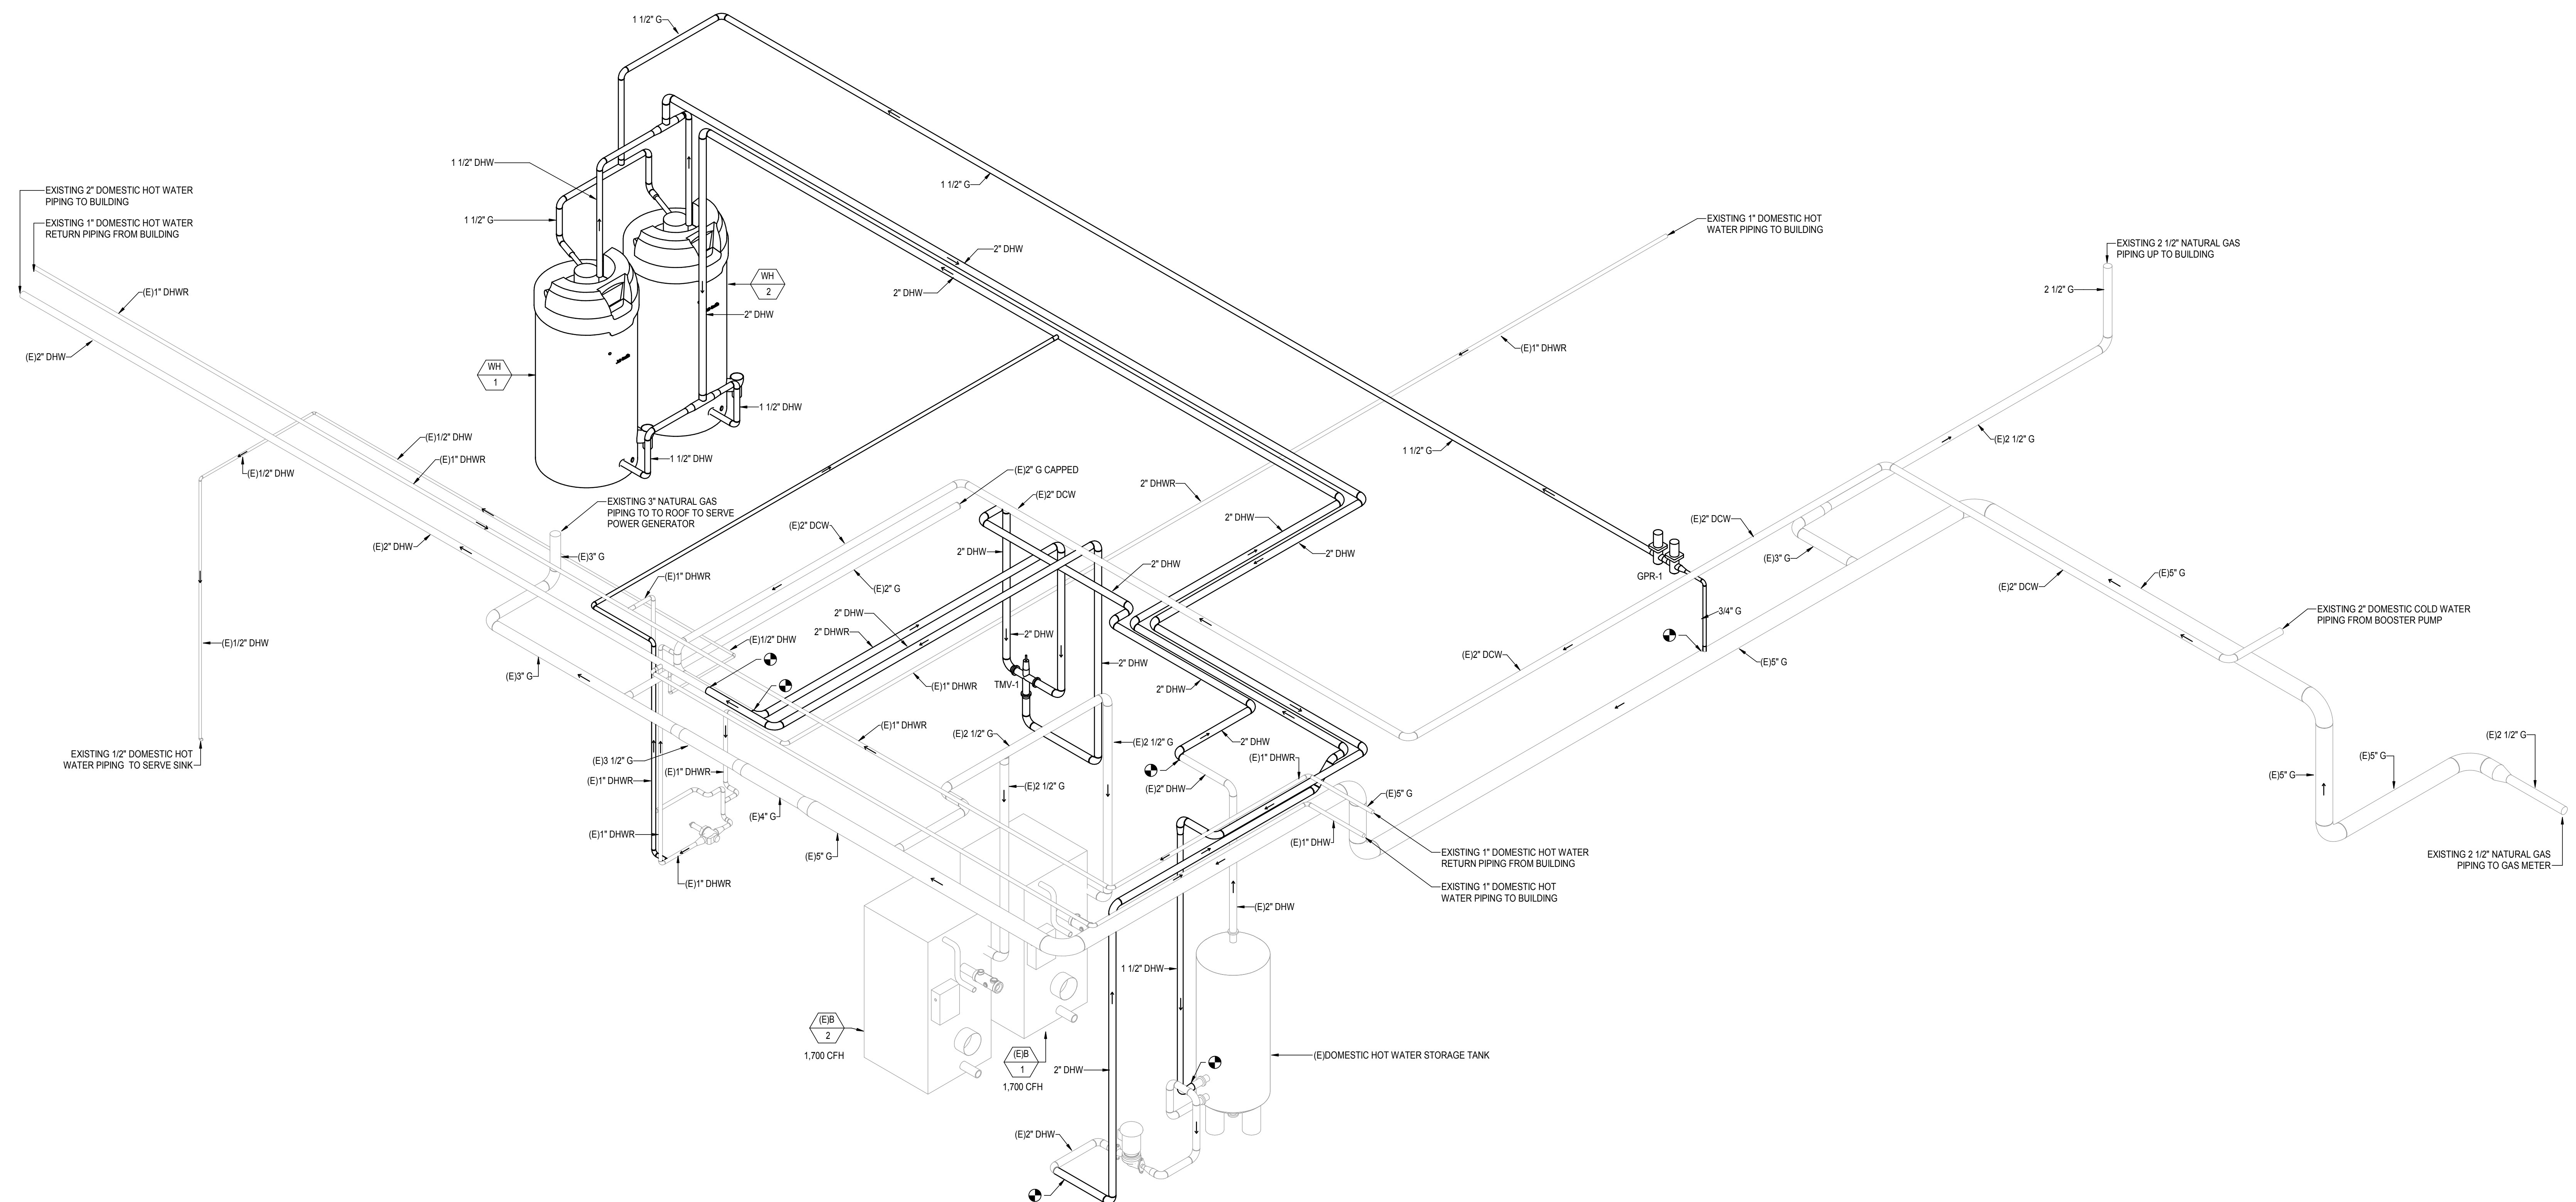 1 1/2" G
1 1/2" DHW
1 1/2" G
1 1/2" G
EXISTING 2" DOMESTIC HOT WATER
PIPING TO BUILDING
EXISTING 1" DOMESTIC HOT WATER
RETURN PIPING FROM BUILDING
(E)1" DHWR
(E)2" DHW
WH
2
2" DHW
WH
1
1 1/2" DHW
1 1/2" DHW
2" DHW
2" DHW
EXISTING 1" DOMESTIC HOT
WATER PIPING TO BUILDING
EXISTING 2 1/2" NATURAL GAS
PIPING UP TO BUILDING
2 1/2" G
(E)1" DHWR
(E)2 1/2" G
1 1/2" G
(E)1/2" DHW
(E)1" DHWR
(E)1/2" DHW
(E)2" G CAPPED
(E)2" DCW
2" DHWR
EXISTING 3" NATURAL GAS
PIPING TO TO ROOF TO SERVE
POWER GENERATOR
(E)2" DCW
2" DHW
(E)2" DCW
(E)2" DHW
(E)3" G
2" DHW
2" DHW
(E)3" G
2" DHW
(E)1" DHWR
(E)2" G
GPR-1
(E)2" DCW
(E)5" G
3/4" G
EXISTING 2" DOMESTIC COLD WATER
PIPING FROM BOOSTER PUMP
2" DHW
2" DHWR
2" DHW
(E)1/2" DHW
(E)1/2" DHW
2" DHW
(E)2" DCW
(E)5" G
(E)3" G
TMV-1
(E)1" DHWR
2" DHW
(E)1" DHWR
(E)2 1/2" G
(E)2 1/2" G
2" DHW
EXISTING 1/2" DOMESTIC HOT
WATER PIPING TO SERVE SINK
(E)3 1/2" G
(E)1" DHWR
(E)1" DHWR
(E)2 1/2" G
(E)1" DHWR
(E)2" DHW
(E)2 1/2" G
(E)5" G
(E)5" G
(E)5" G
(E)4" G
(E)1" DHWR
(E)5" G
(E)1" DHW
(E)1" DHWR
EXISTING 1" DOMESTIC HOT WATER
RETURN PIPING FROM BUILDING
EXISTING 1" DOMESTIC HOT
WATER PIPING TO BUILDING
EXISTING 2 1/2" NATURAL GAS
PIPING TO GAS METER
(E)2" DHW
1 1/2" DHW
(E)B
2
1,700 CFH
(E)B
1
1,700 CFH
2" DHW
(E)DOMESTIC HOT WATER STORAGE TANK
(E)2" DHW